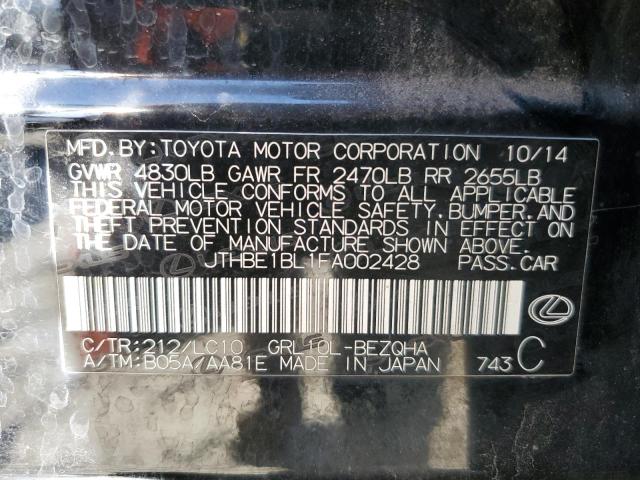 MFD. BY: TOYOTA MOTOR CORPORATION 10/14
GVWR 4830LB GAWR FR 2470LB RR 2655LB
THIS VEHICLE CONFORMS TO ALL APPLICABLE
FEDERAL MOTOR VEHICLE SAFETY, BUMPER, AND
THEFT PREVENTION STANDARDS IN EFFECT ON
THE DATE OF MANUFACTURE SHOWN ABOVE.
JTHBE1BL1FA002428 PASS. CAR
C/TR: 212/LC10 GRL10L-BEZQHA
A/TM: B05A/AA81E MADE IN JAPAN 743 C